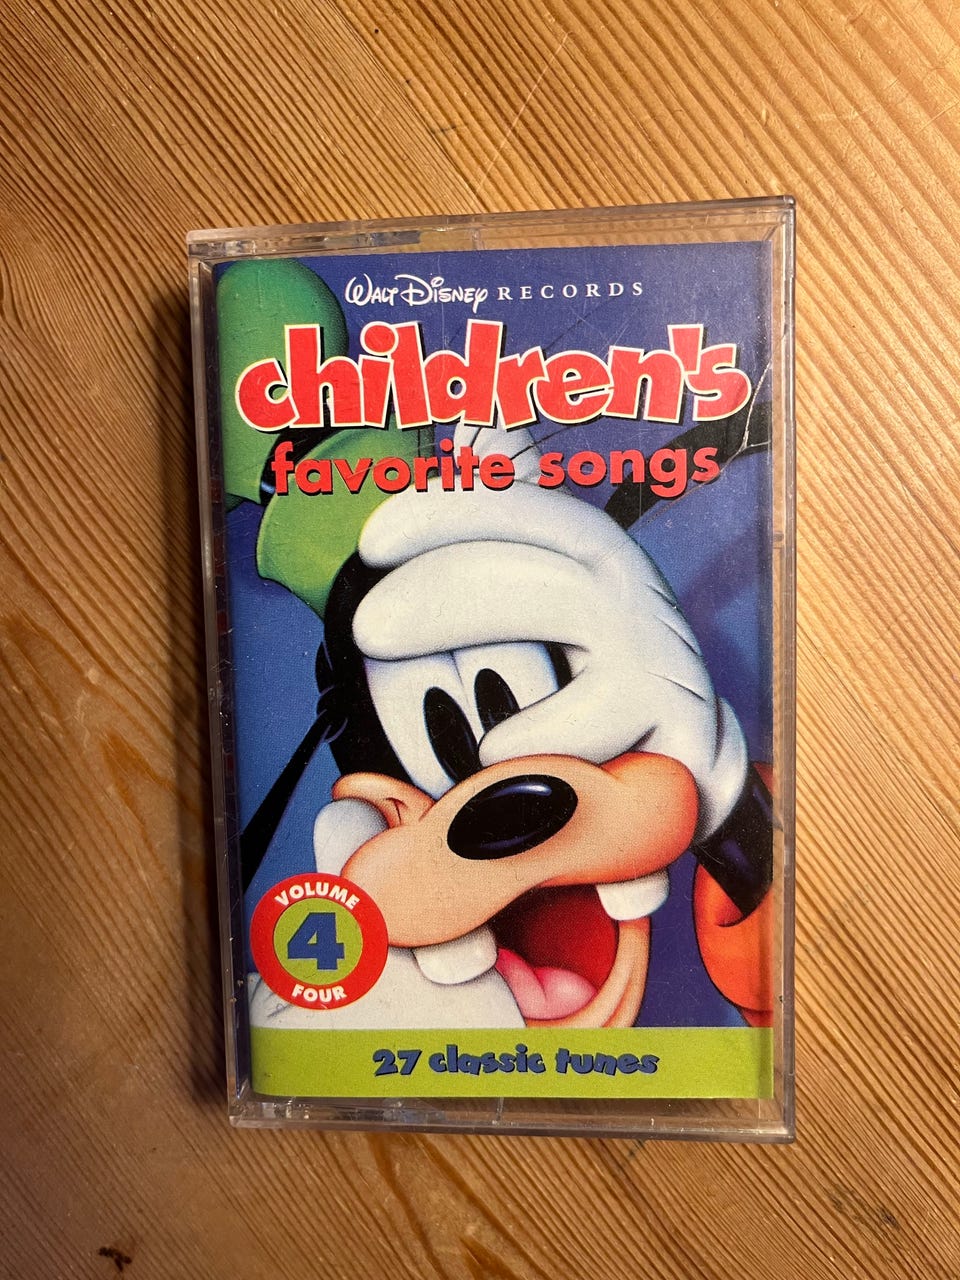 WALT DISNEY RECORDS
children's
favorite songs
VOLUME
4
FOUR
27 classic tunes